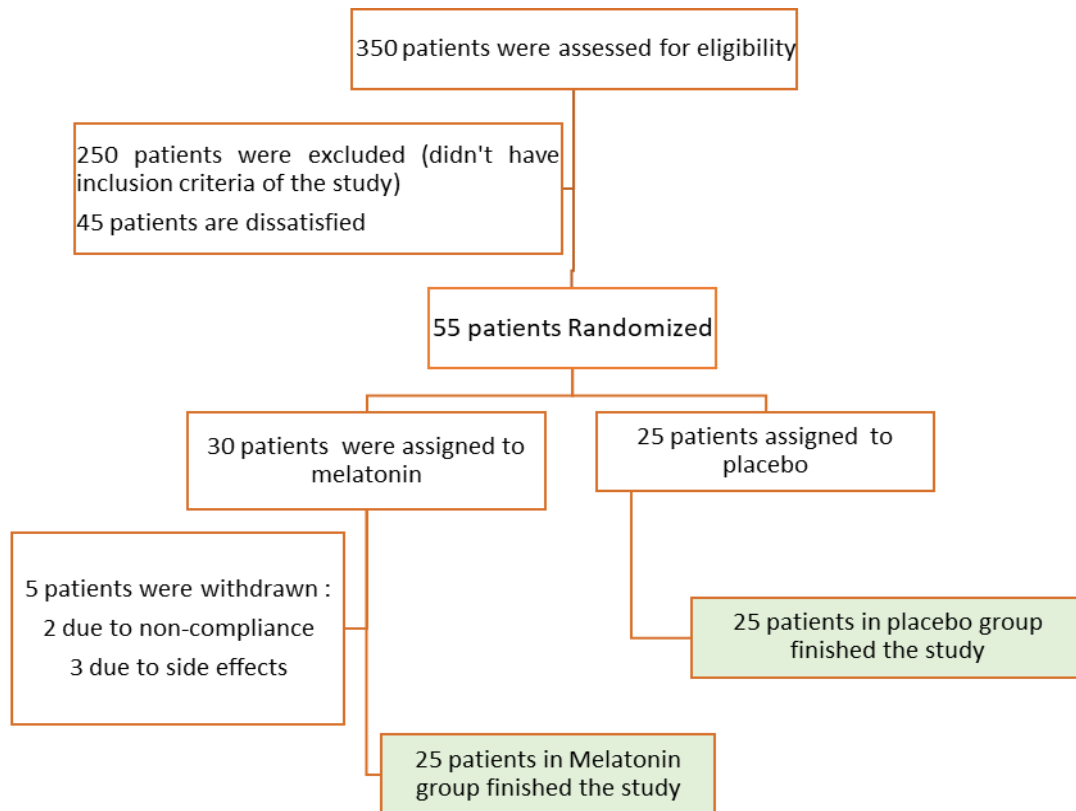 350 patients were assessed for eligibility
250 patients were excluded (didn't have
inclusion criteria of the study)
45 patients are dissatisfied
55 patients Randomized
30 patients were assigned to
melatonin
25 patients assigned to
placebo
5 patients were withdrawn :
2 due to non-compliance
3 due to side effects
25 patients in placebo group
finished the study
25 patients in Melatonin
group finished the study